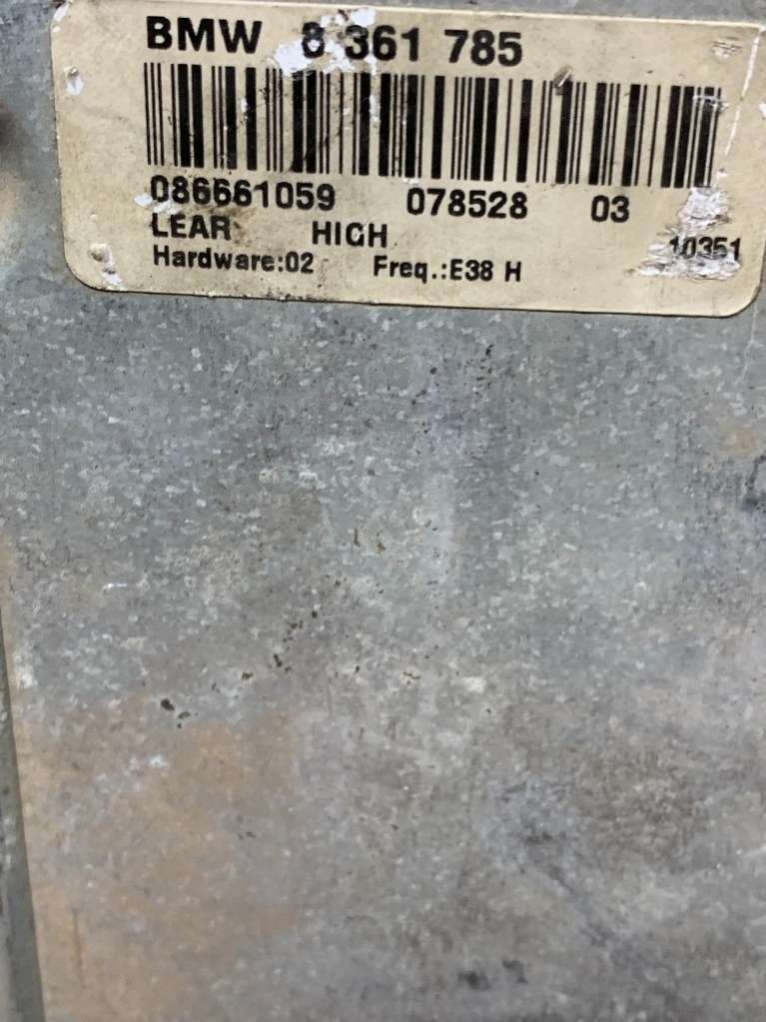 BMW 8 361 785
086661059 078528 03
LEAR HIGH 10351
Hardware:02 Freq.:E38 H